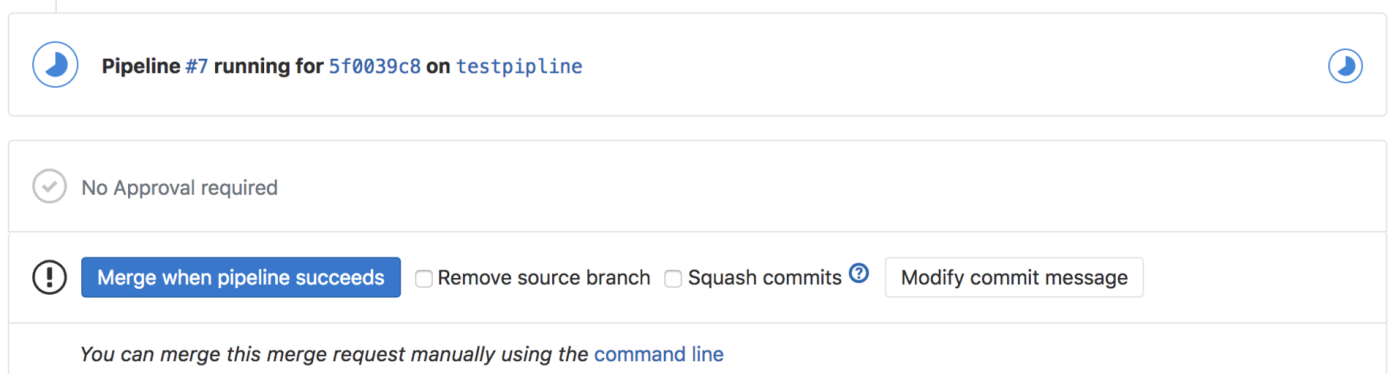 Pipeline #7 running for 5f0039c8 on testpipline
No Approval required
Merge when pipeline succeeds Remove source branch Squash commits ? Modify commit message
You can merge this merge request manually using the command line